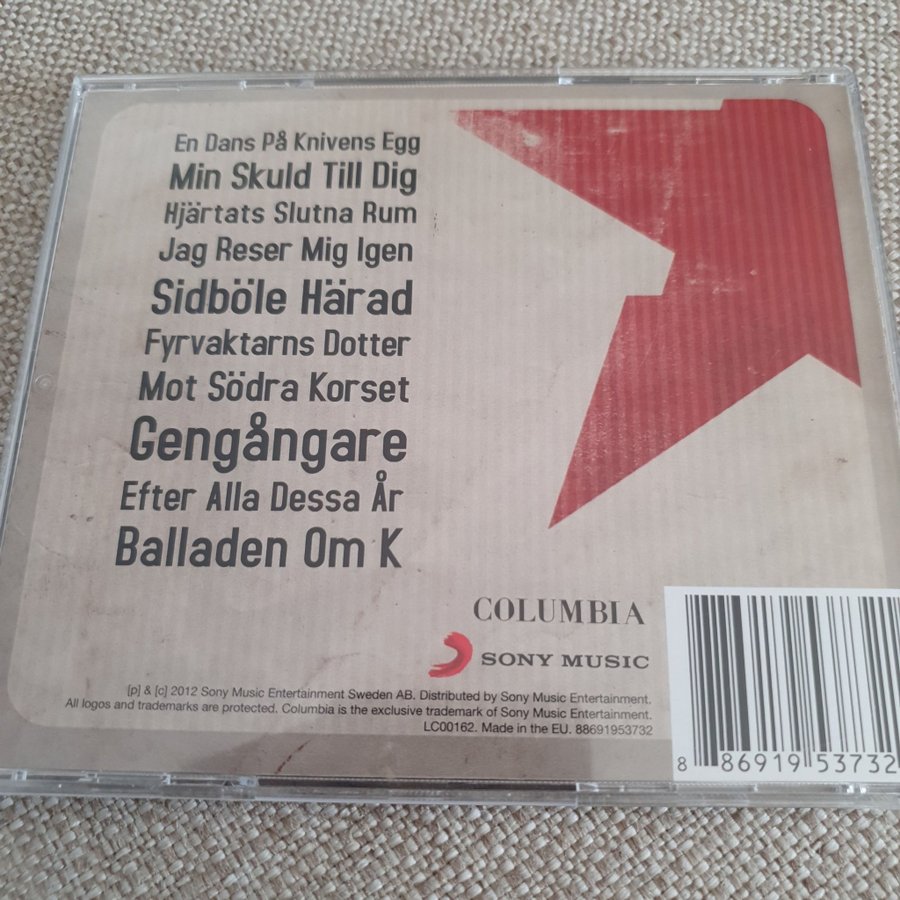 En Dans På Knivens Egg
Min Skuld Till Dig
Hjärtats Slutna Rum
Jag Reser Mig Igen
Sidböle Härad
Fyrvaktarns Dotter
Mot Södra Korset
Gengångare
Efter Alla Dessa År
Balladen Om K
COLUMBIA
SONY MUSIC
[p] & [c] 2012 Sony Music Entertainment Sweden AB. Distributed by Sony Music Entertainment.
All logos and trademarks are protected. Columbia is the exclusive trademark of Sony Music Entertainment.
LC00162. Made in the EU. 88691953732
8 86919 53732